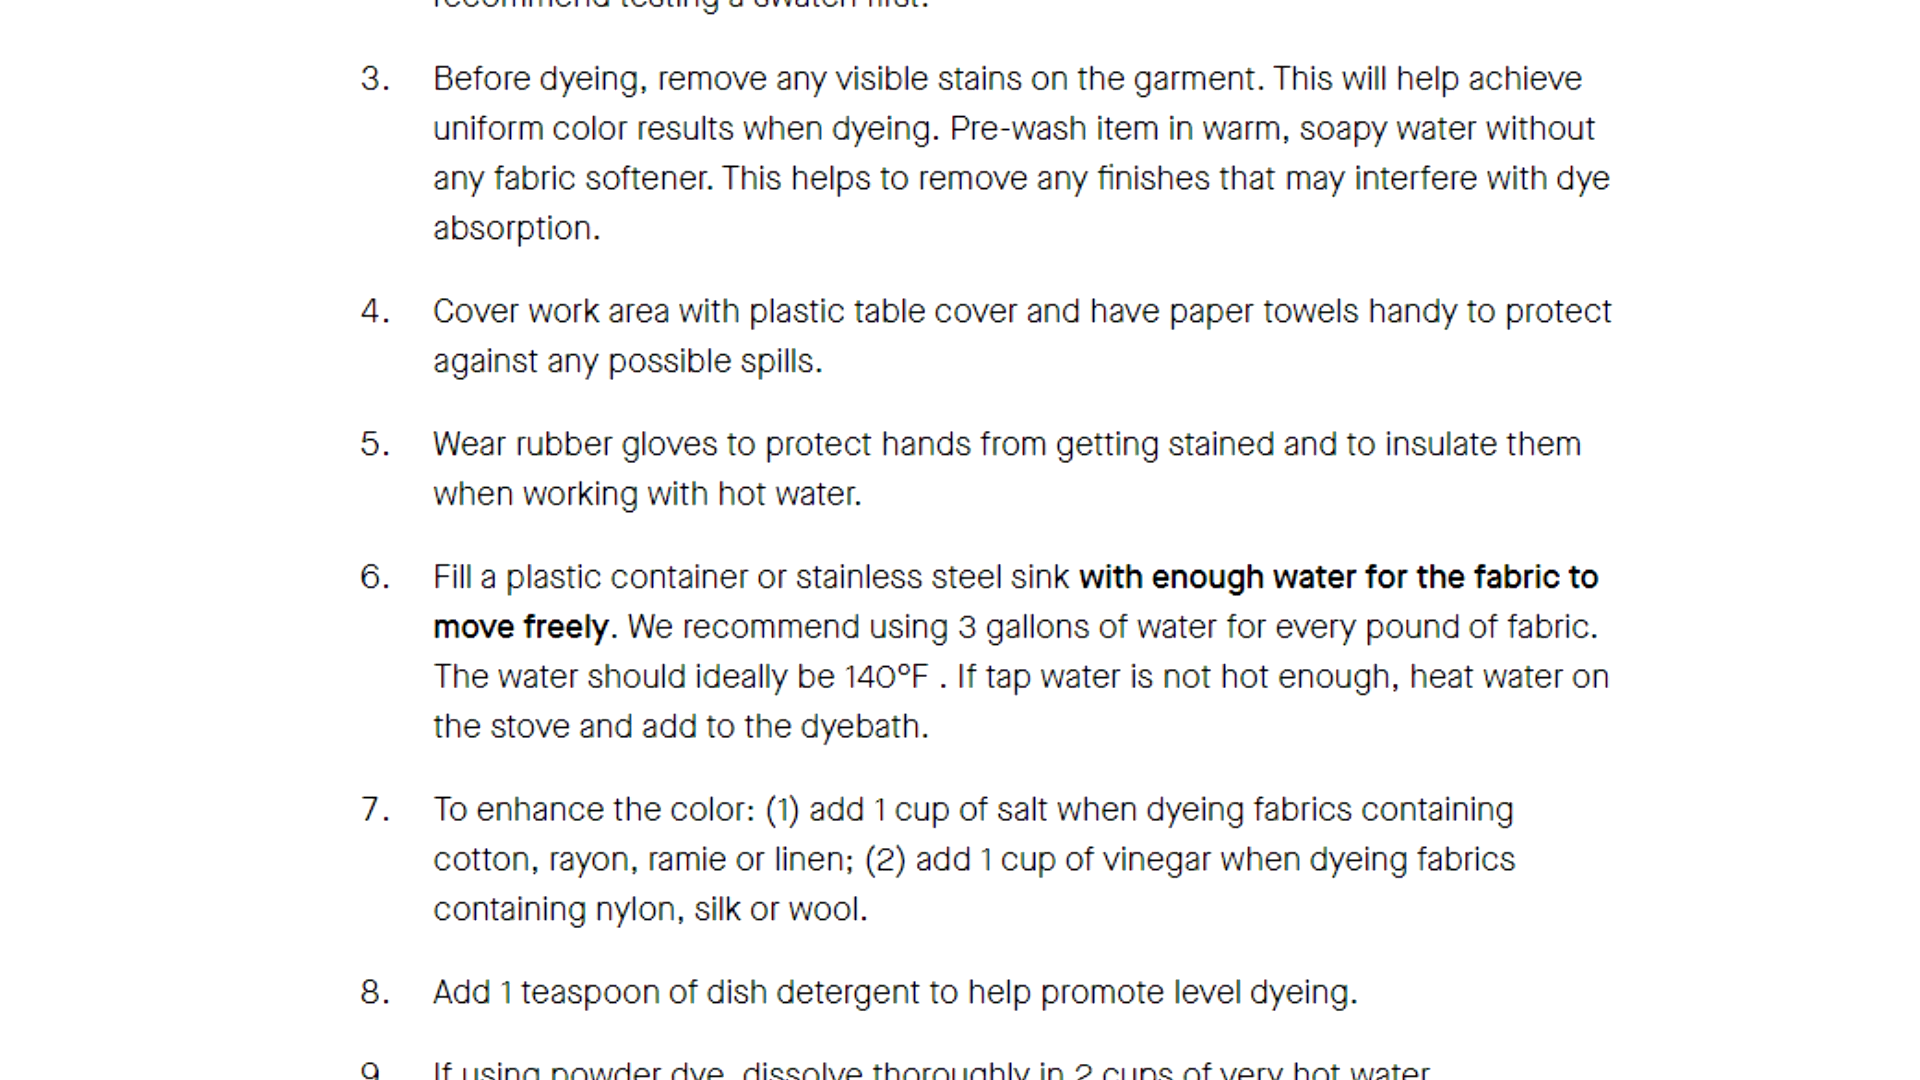 recommend testing a swatch first.
3. Before dyeing, remove any visible stains on the garment. This will help achieve
uniform color results when dyeing. Pre-wash item in warm, soapy water without
any fabric softener. This helps to remove any finishes that may interfere with dye
absorption.
4. Cover work area with plastic table cover and have paper towels handy to protect
against any possible spills.
5. Wear rubber gloves to protect hands from getting stained and to insulate them
when working with hot water.
6. Fill a plastic container or stainless steel sink with enough water for the fabric to
move freely. We recommend using 3 gallons of water for every pound of fabric.
The water should ideally be 140°F . If tap water is not hot enough, heat water on
the stove and add to the dyebath.
7. To enhance the color: (1) add 1 cup of salt when dyeing fabrics containing
cotton, rayon, ramie or linen; (2) add 1 cup of vinegar when dyeing fabrics
containing nylon, silk or wool.
8. Add 1 teaspoon of dish detergent to help promote level dyeing.
9. If using powder dye, dissolve thoroughly in 2 cups of very hot water